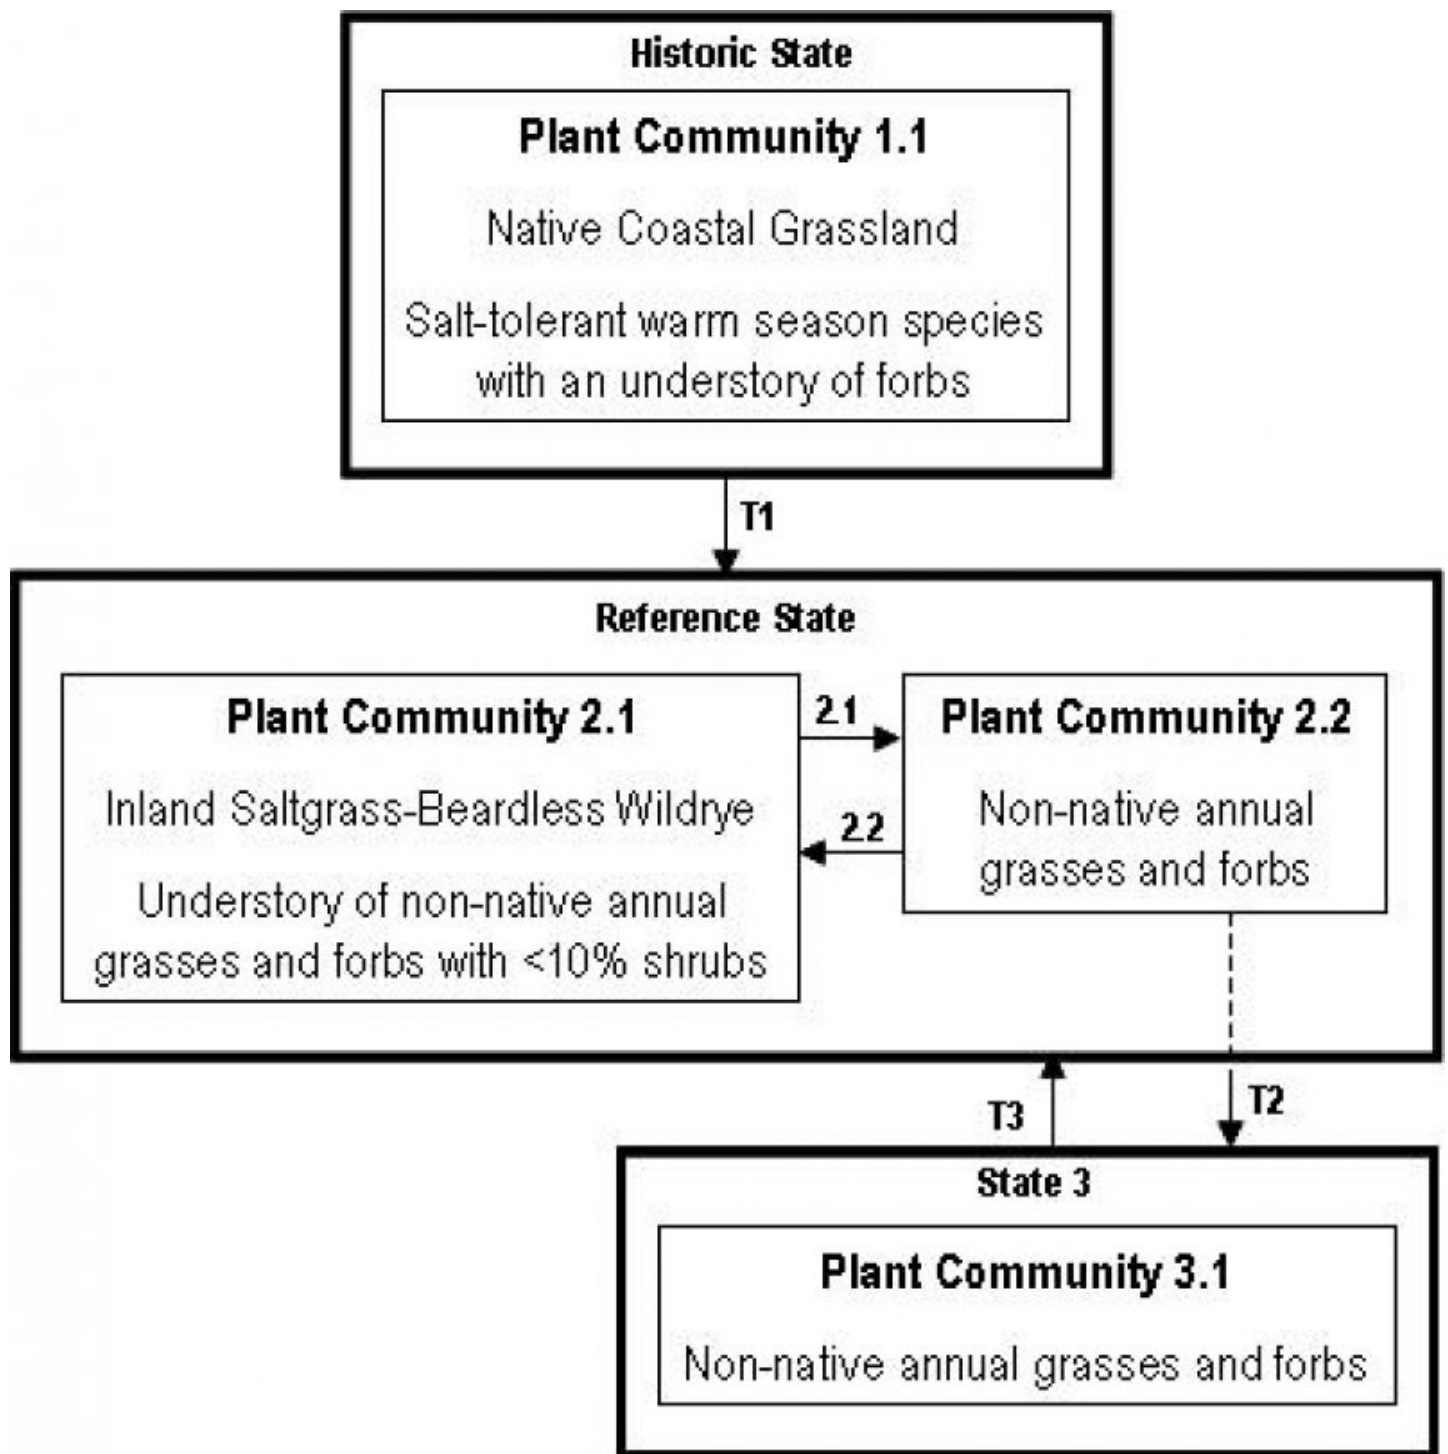 Historic State
Plant Community 1.1
Native Coastal Grassland
Salt-tolerant warm season species
with an understory of forbs
T1
Reference State
Plant Community 2.1
Inland Saltgrass-Beardless Wildrye
Understory of non-native annual
grasses and forbs with <10% shrubs
2.1
2.2
Plant Community 2.2
Non-native annual
grasses and forbs
T3
T2
State 3
Plant Community 3.1
Non-native annual grasses and forbs